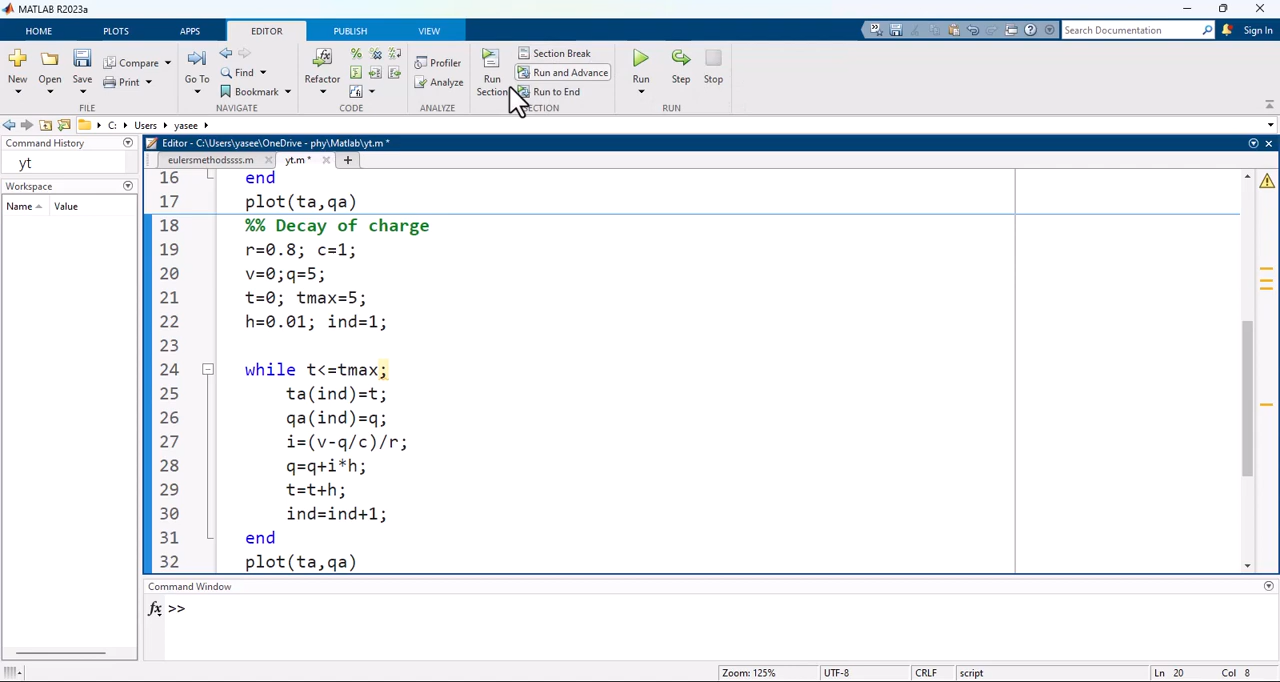 MATLAB R2023a
HOME PLOTS APPS EDITOR PUBLISH VIEW Search Documentation Sign In
New Open Save Compare Print Go To Find Bookmark Refactor Profiler Analyze Run Section Section Break Run and Advance Run to End Run Step Stop
FILE NAVIGATE CODE ANALYZE SECTION RUN
C: Users yasee
Command History
yt
Workspace
Name Value
Editor - C:\Users\yasee\OneDrive - phy\Matlab\yt.m *
eulersmethodssss.m yt.m * +
16 end
17 plot(ta,qa)
18 %% Decay of charge
19 r=0.8; c=1;
20 v=0;q=5;
21 t=0; tmax=5;
22 h=0.01; ind=1;
23
24 while t<=tmax;
25 ta(ind)=t;
26 qa(ind)=q;
27 i=(v-q/c)/r;
28 q=q+i*h;
29 t=t+h;
30 ind=ind+1;
31 end
32 plot(ta,qa)
Command Window
fx >>
Zoom: 125% UTF-8 CRLF script Ln 20 Col 8